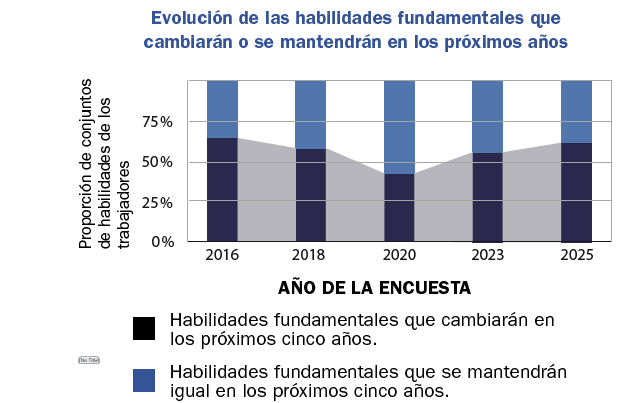 Evolución de las habilidades fundamentales que
cambiarán o se mantendrán en los próximos años
Proporción de conjuntos
de habilidades de los
trabajadores
75%
50%
25%
0%
2016 2018 2020 2023 2025
AÑO DE LA ENCUESTA
Habilidades fundamentales que cambiarán en
los próximos cinco años.
(No Title)
Habilidades fundamentales que se mantendrán
igual en los próximos cinco años.